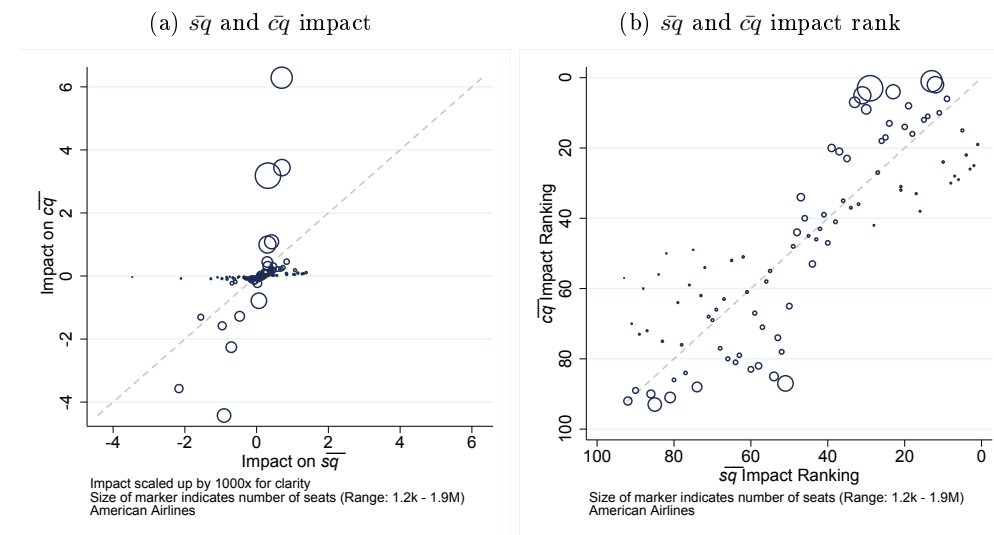 (a) s̄q and c̄q impact
6
4
2
0
-2
-4
Impact on c̅q̅
-4 -2 0 2 4 6
Impact on s̅q̅
Impact scaled up by 1000x for clarity
Size of marker indicates number of seats (Range: 1.2k - 1.9M)
American Airlines
(b) s̄q and c̄q impact rank
0
20
40
60
80
100
c̅q̅ Impact Ranking
100 80 60 40 20 0
s̅q̅ Impact Ranking
Size of marker indicates number of seats (Range: 1.2k - 1.9M)
American Airlines